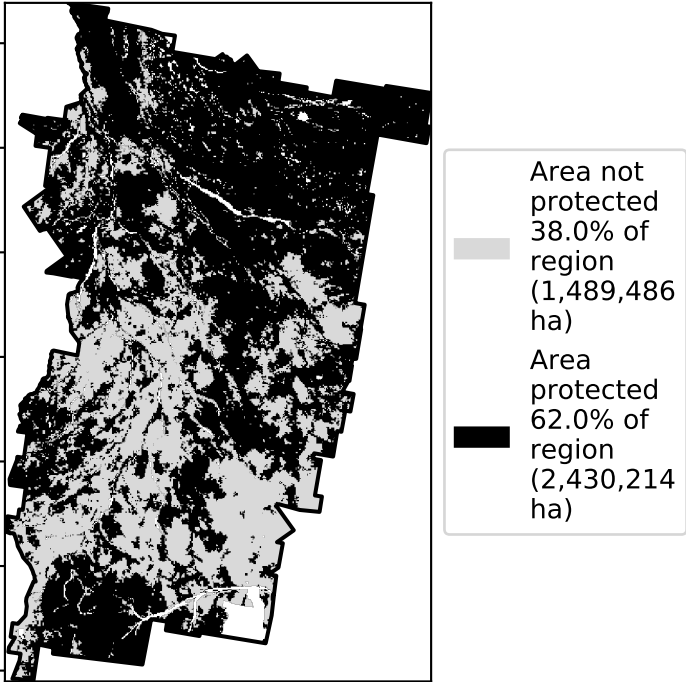 Area not
protected
38.0% of
region
(1,489,486
ha)
Area
protected
62.0% of
region
(2,430,214
ha)